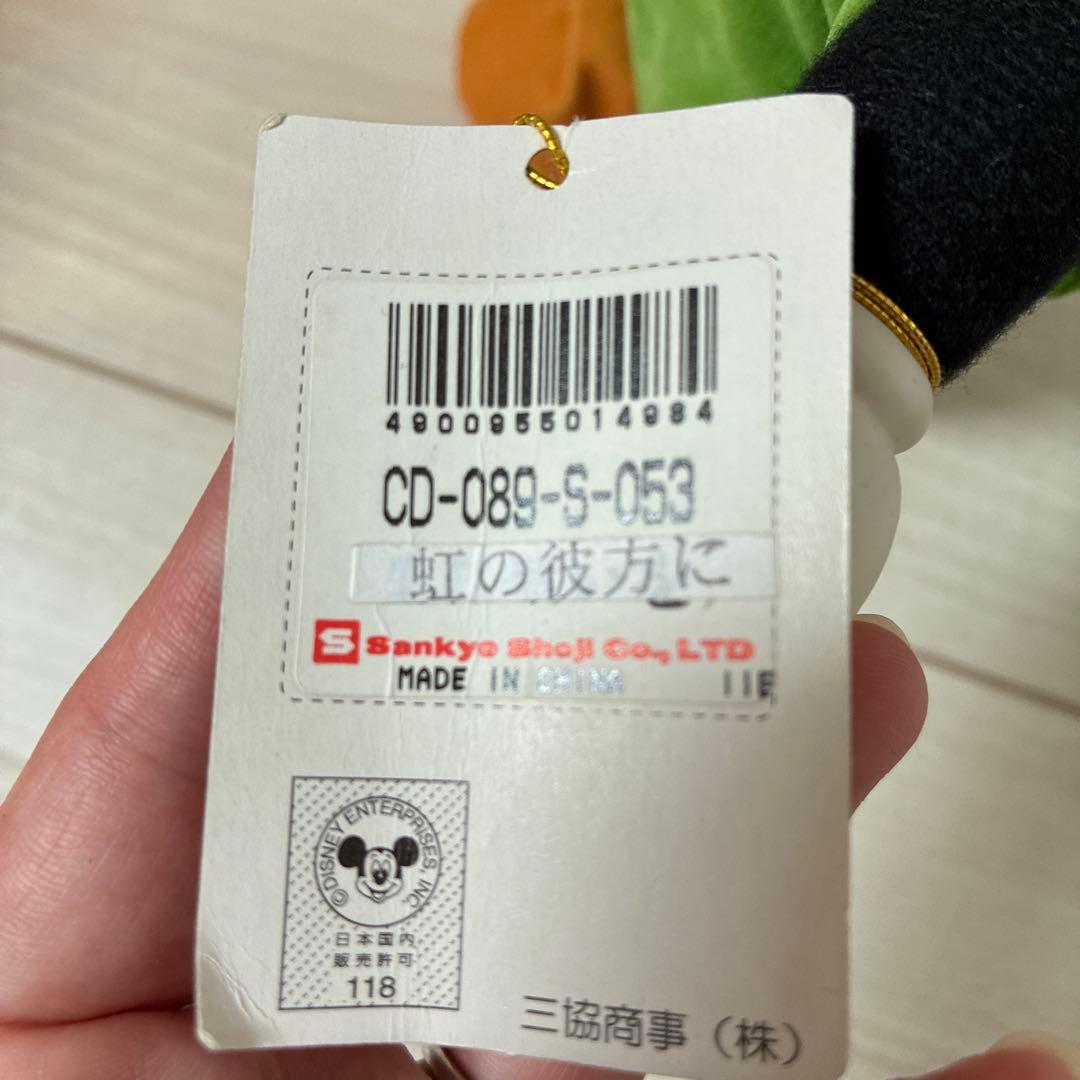 4900955014984
CD-089-S-053
虹の彼方に
S Sankyo Shoji Co., LTD
MADE IN CHINA
©DISNEY ENTERPRISES, INC
日本国内
販売許可
118
三協商事(株)